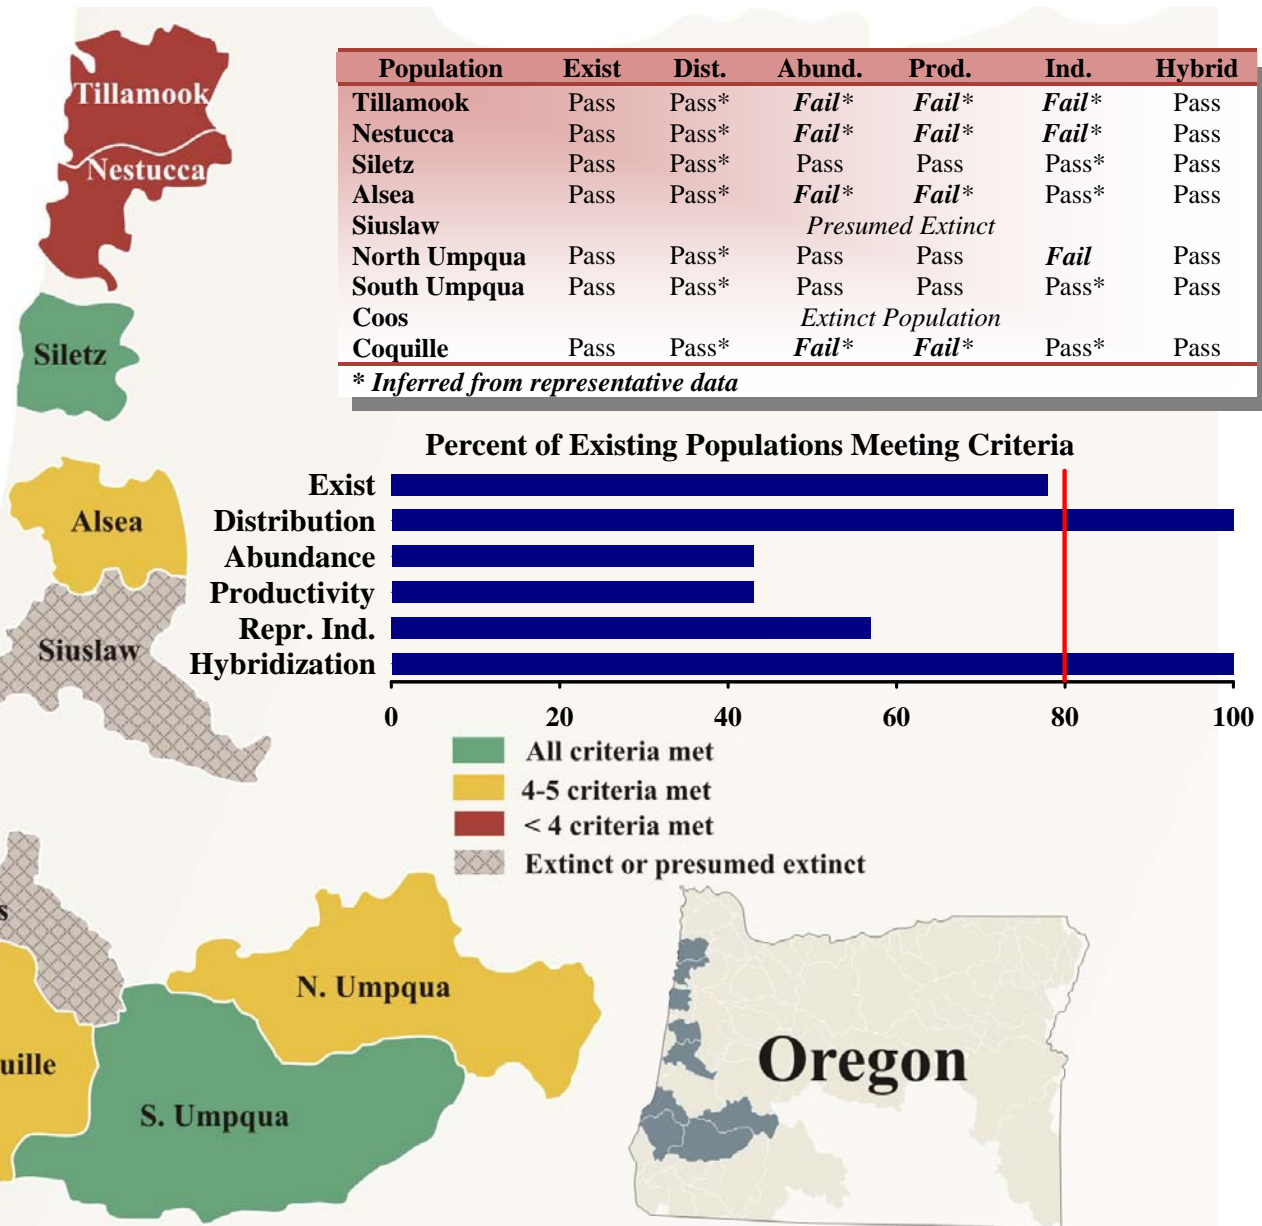 Tillamook
Nestucca
Siletz
Alsea
Siuslaw
Population Exist Dist. Abund. Prod. Ind. Hybrid
Tillamook Pass Pass* Fail* Fail* Fail* Pass
Nestucca Pass Pass* Fail* Fail* Fail* Pass
Siletz Pass Pass* Pass Pass Pass* Pass
Alsea Pass Pass* Fail* Fail* Pass* Pass
Siuslaw Presumed Extinct
North Umpqua Pass Pass* Pass Pass Fail Pass
South Umpqua Pass Pass* Pass Pass Pass* Pass
Coos Extinct Population
Coquille Pass Pass* Fail* Fail* Pass* Pass
* Inferred from representative data
Percent of Existing Populations Meeting Criteria
Exist
Distribution
Abundance
Productivity
Repr. Ind.
Hybridization
0 20 40 60 80 100
All criteria met
4-5 criteria met
< 4 criteria met
Extinct or presumed extinct
s
N. Umpqua
uille
S. Umpqua
Oregon